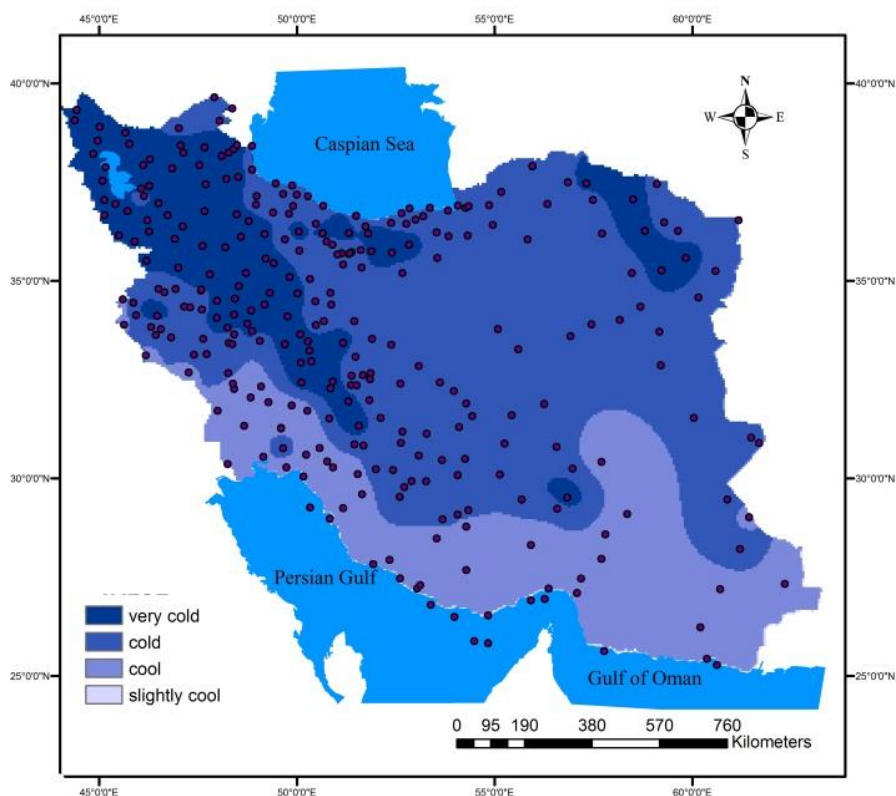 45°0'0"E 50°0'0"E 55°0'0"E 60°0'0"E
40°0'0"N 40°0'0"N
N
W E
S
Caspian Sea
35°0'0"N 35°0'0"N
30°0'0"N 30°0'0"N
Persian Gulf
very cold
cold
cool
slightly cool
25°0'0"N 25°0'0"N
Gulf of Oman
0 95 190 380 570 760
Kilometers
45°0'0"E 50°0'0"E 55°0'0"E 60°0'0"E